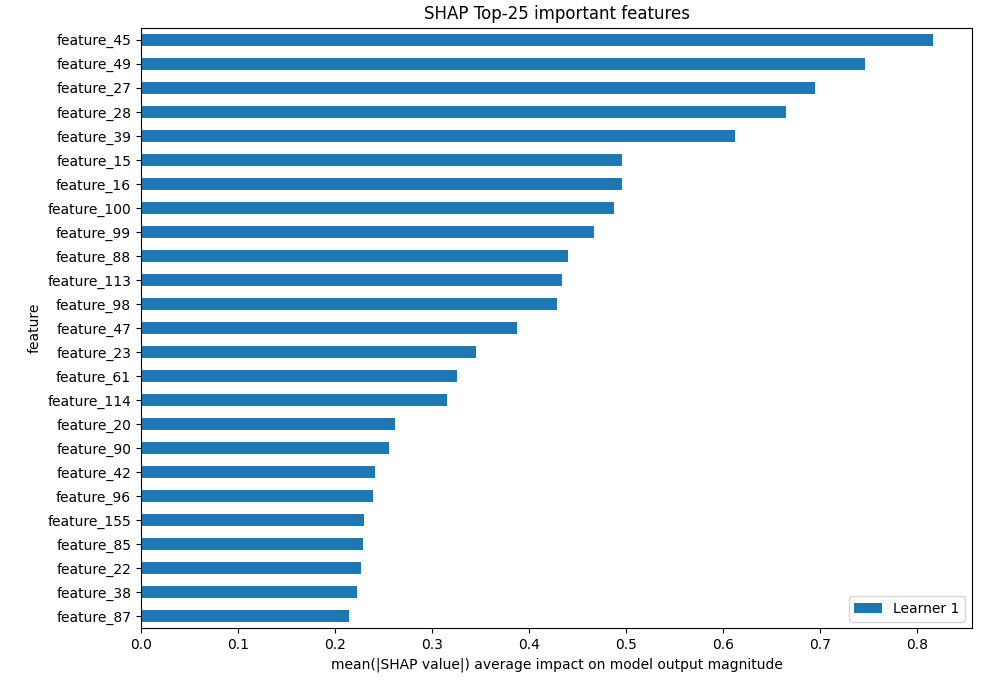 SHAP Top-25 important features
feature_45
feature_49
feature_27
feature_28
feature_39
feature_15
feature_16
feature_100
feature_99
feature_88
feature_113
feature_98
feature_47
feature_23
feature_61
feature_114
feature_20
feature_90
feature_42
feature_96
feature_155
feature_85
feature_22
feature_38
feature_87
feature
Learner 1
0.0 0.1 0.2 0.3 0.4 0.5 0.6 0.7 0.8
mean(|SHAP value|) average impact on model output magnitude